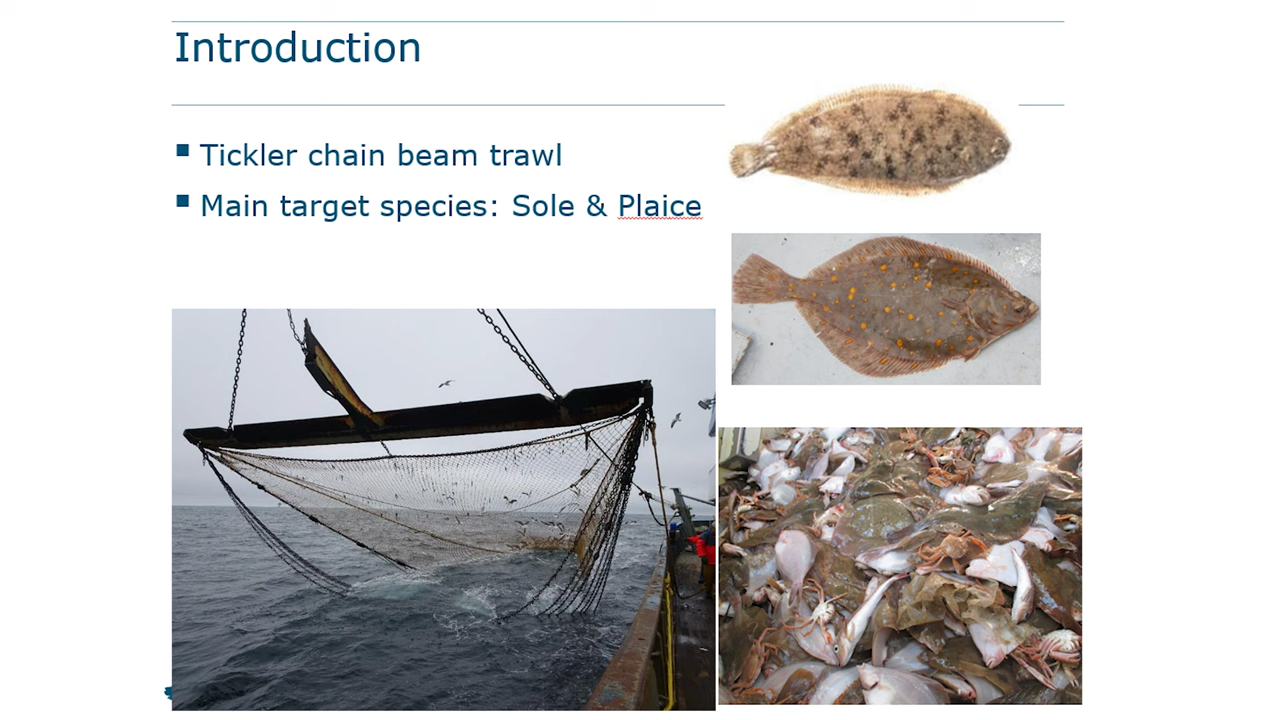 Introduction
Tickler chain beam trawl
Main target species: Sole & Plaice